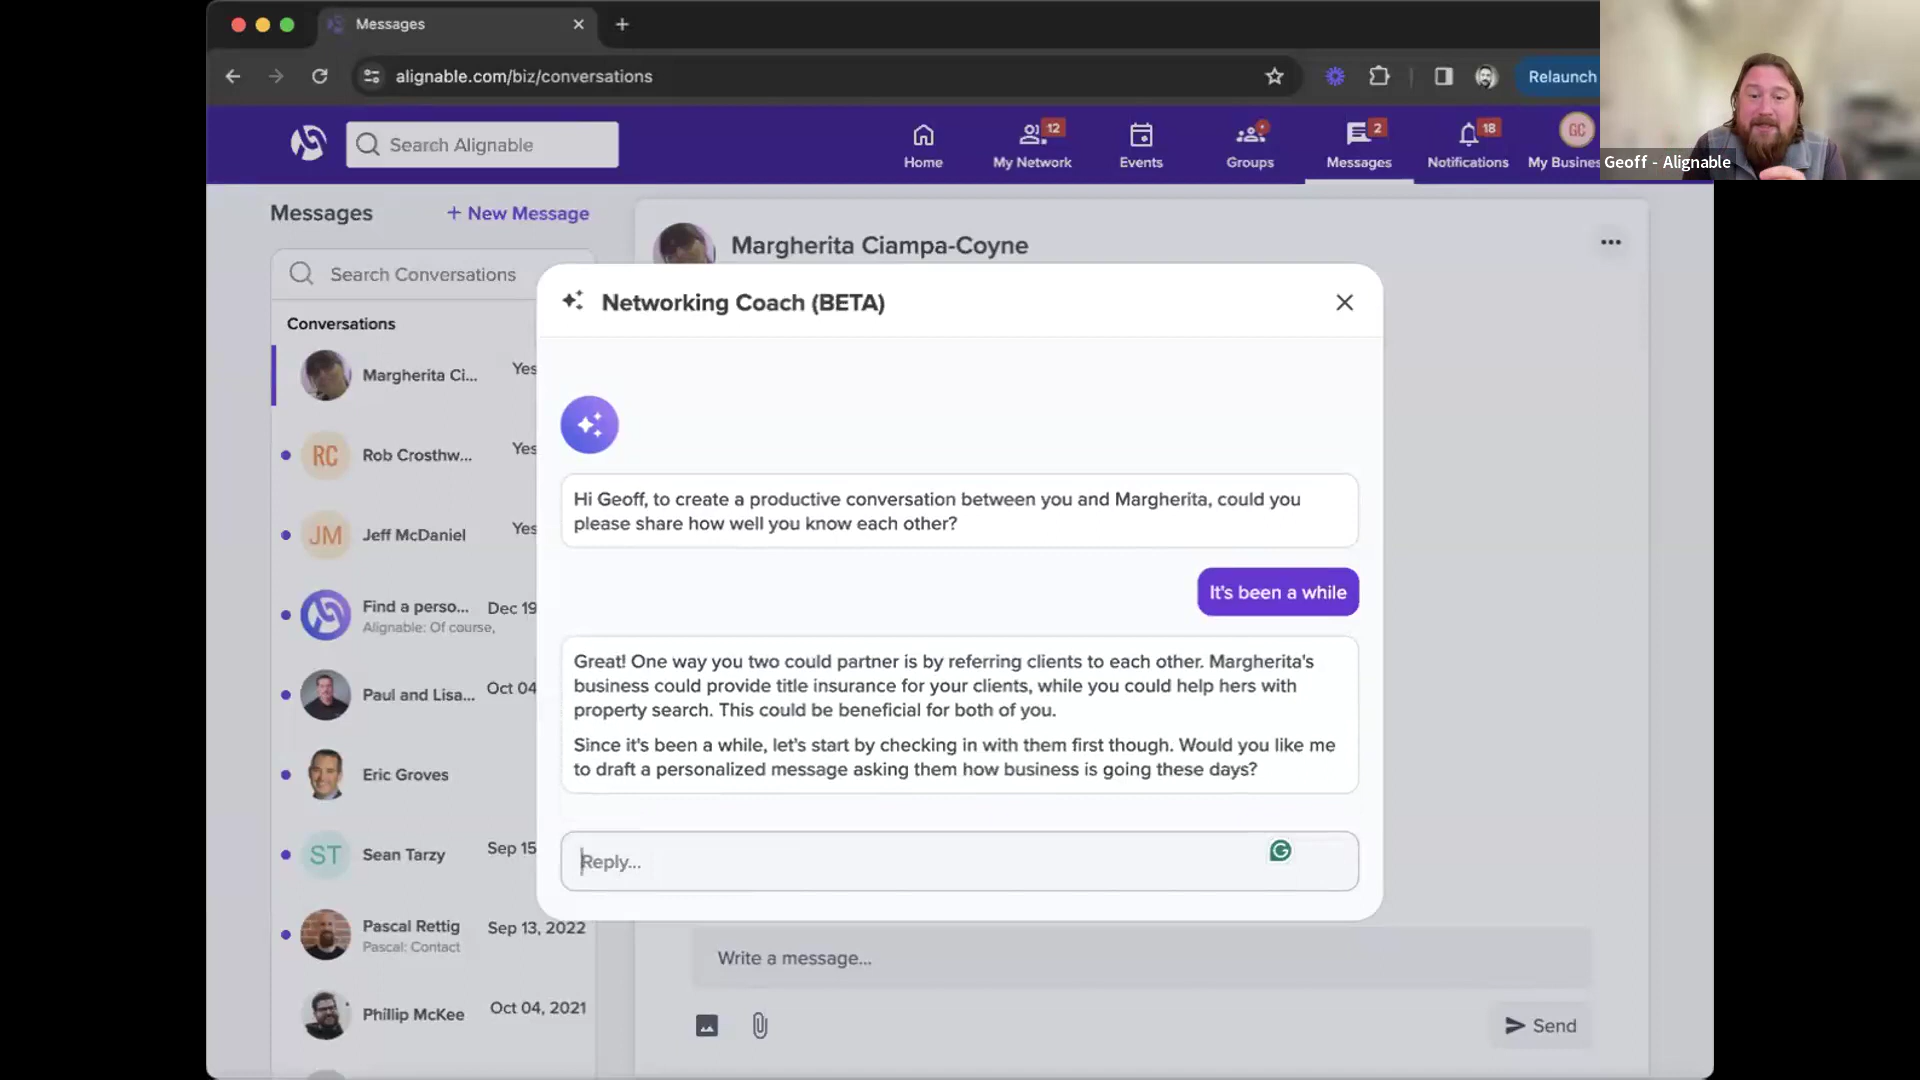 Messages
alignable.com/biz/conversations
Relaunch
Search Alignable
Home
12
My Network
Events
Groups
2
Messages
18
Notifications
GC
My Busines
Geoff - Alignable
Messages
+ New Message
Search Conversations
Conversations
Margherita Ci...
Yes
RC
Rob Crosthw...
Yes
JM
Jeff McDaniel
Yes
Find a perso...
Dec 19
Alignable: Of course,
Paul and Lisa...
Oct 04
Eric Groves
ST
Sean Tarzy
Sep 15
Pascal Rettig
Sep 13, 2022
Pascal: Contact
Phillip McKee
Oct 04, 2021
Margherita Ciampa-Coyne
Networking Coach (BETA)
Hi Geoff, to create a productive conversation between you and Margherita, could you
please share how well you know each other?
It's been a while
Great! One way you two could partner is by referring clients to each other. Margherita's
business could provide title insurance for your clients, while you could help hers with
property search. This could be beneficial for both of you.
Since it's been a while, let's start by checking in with them first though. Would you like me
to draft a personalized message asking them how business is going these days?
Reply...
Write a message...
Send